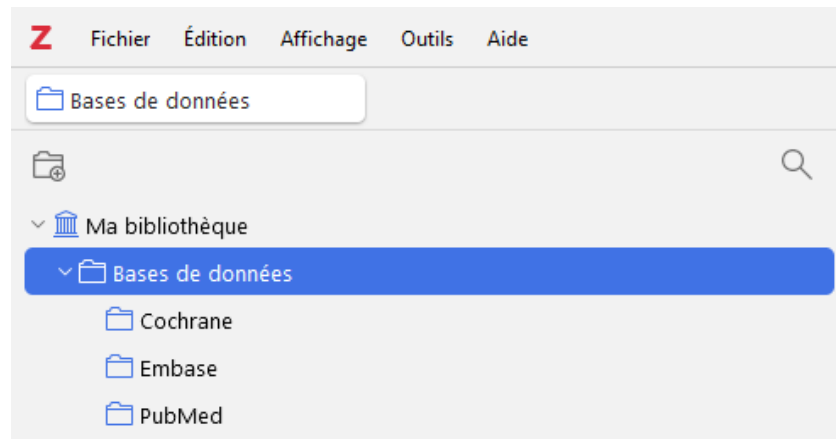 Z Fichier Édition Affichage Outils Aide
Bases de données
Ma bibliothèque
Bases de données
Cochrane
Embase
PubMed